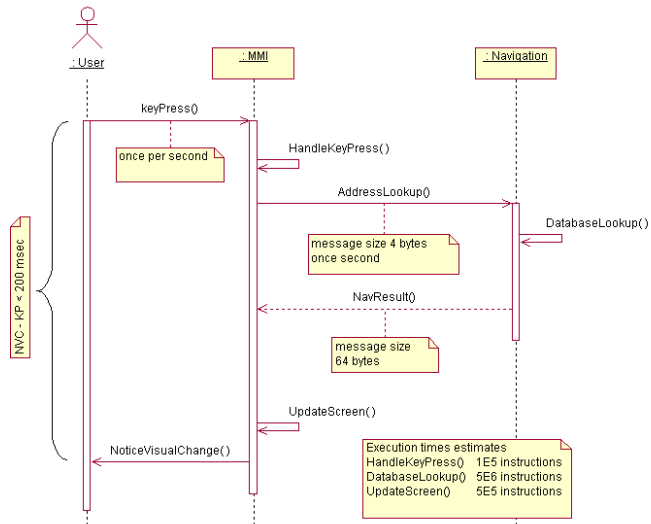 : User
: MMI
: Navigation
keyPress()
once per second
HandleKeyPress()
AddressLookup()
DatabaseLookup()
message size 4 bytes
once second
NVC - KP < 200 msec
NavResult()
message size
64 bytes
UpdateScreen()
NoticeVisualChange()
Execution times estimates
HandleKeyPress() 1E5 instructions
DatabaseLookup() 5E6 instructions
UpdateScreen() 5E5 instructions